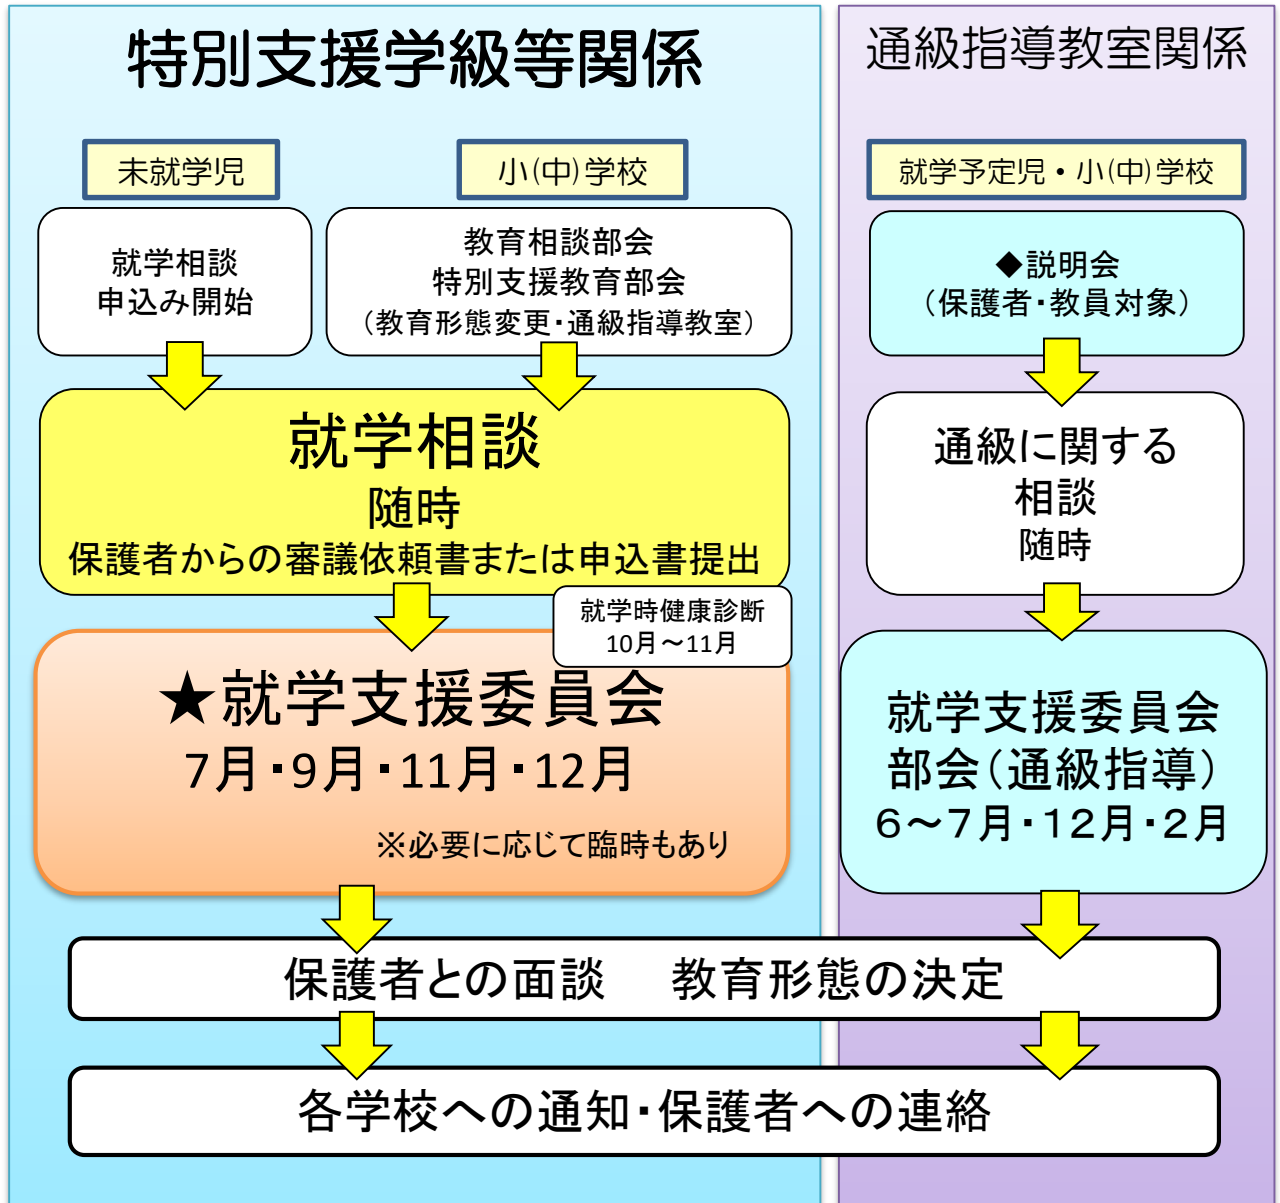 特別支援学級等関係
未就学児
小(中)学校
就学相談
申込み開始
教育相談部会
特別支援教育部会
（教育形態変更・通級指導教室）
就学相談
随時
保護者からの審議依頼書または申込書提出
就学時健康診断
10月～11月
★就学支援委員会
7月・9月・11月・12月
※必要に応じて臨時もあり
通級指導教室関係
就学予定児・小(中)学校
◆説明会
（保護者・教員対象）
通級に関する
相談
随時
就学支援委員会
部会（通級指導）
６～７月・１２月・２月
保護者との面談　教育形態の決定
各学校への通知・保護者への連絡